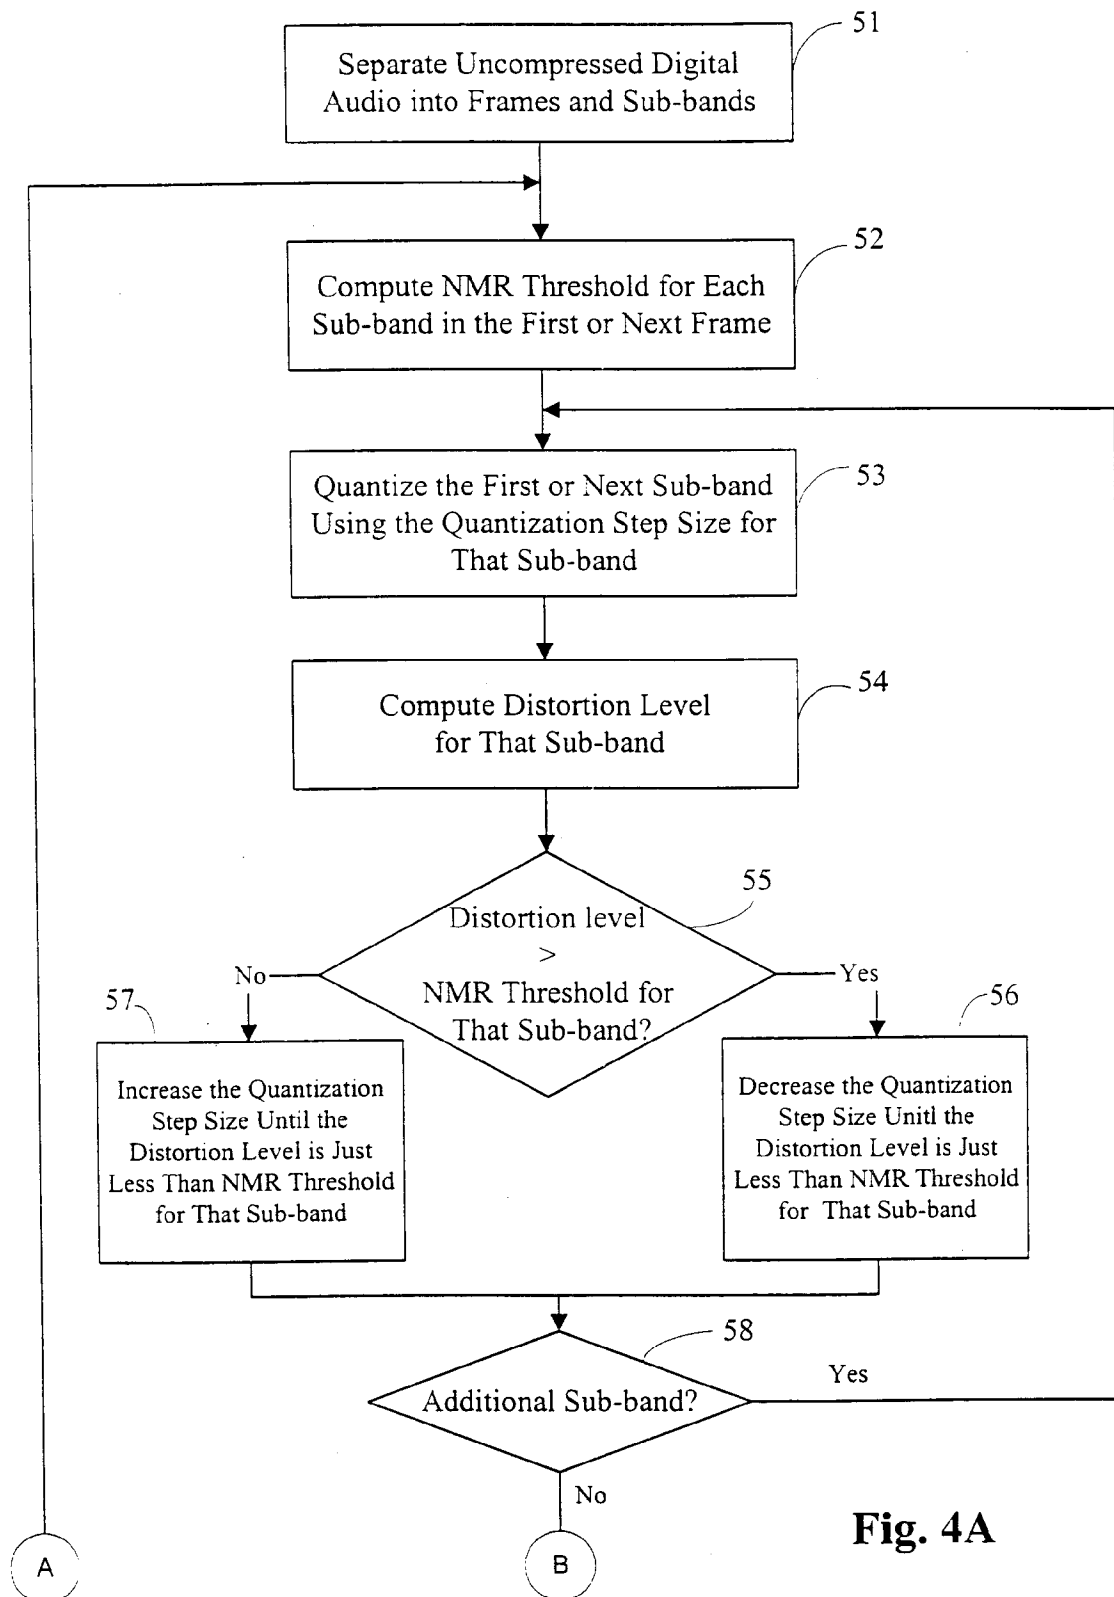 51
Separate Uncompressed Digital
Audio into Frames and Sub-bands
52
Compute NMR Threshold for Each
Sub-band in the First or Next Frame
53
Quantize the First or Next Sub-band
Using the Quantization Step Size for
That Sub-band
54
Compute Distortion Level
for That Sub-band
55
Distortion level
>
NMR Threshold for
That Sub-band?
No
Yes
57
56
Increase the Quantization
Step Size Until the
Distortion Level is Just
Less Than NMR Threshold
for That Sub-band
Decrease the Quantization
Step Size Unitl the
Distortion Level is Just
Less Than NMR Threshold
for That Sub-band
58
Additional Sub-band?
Yes
No
Fig. 4A
A
B